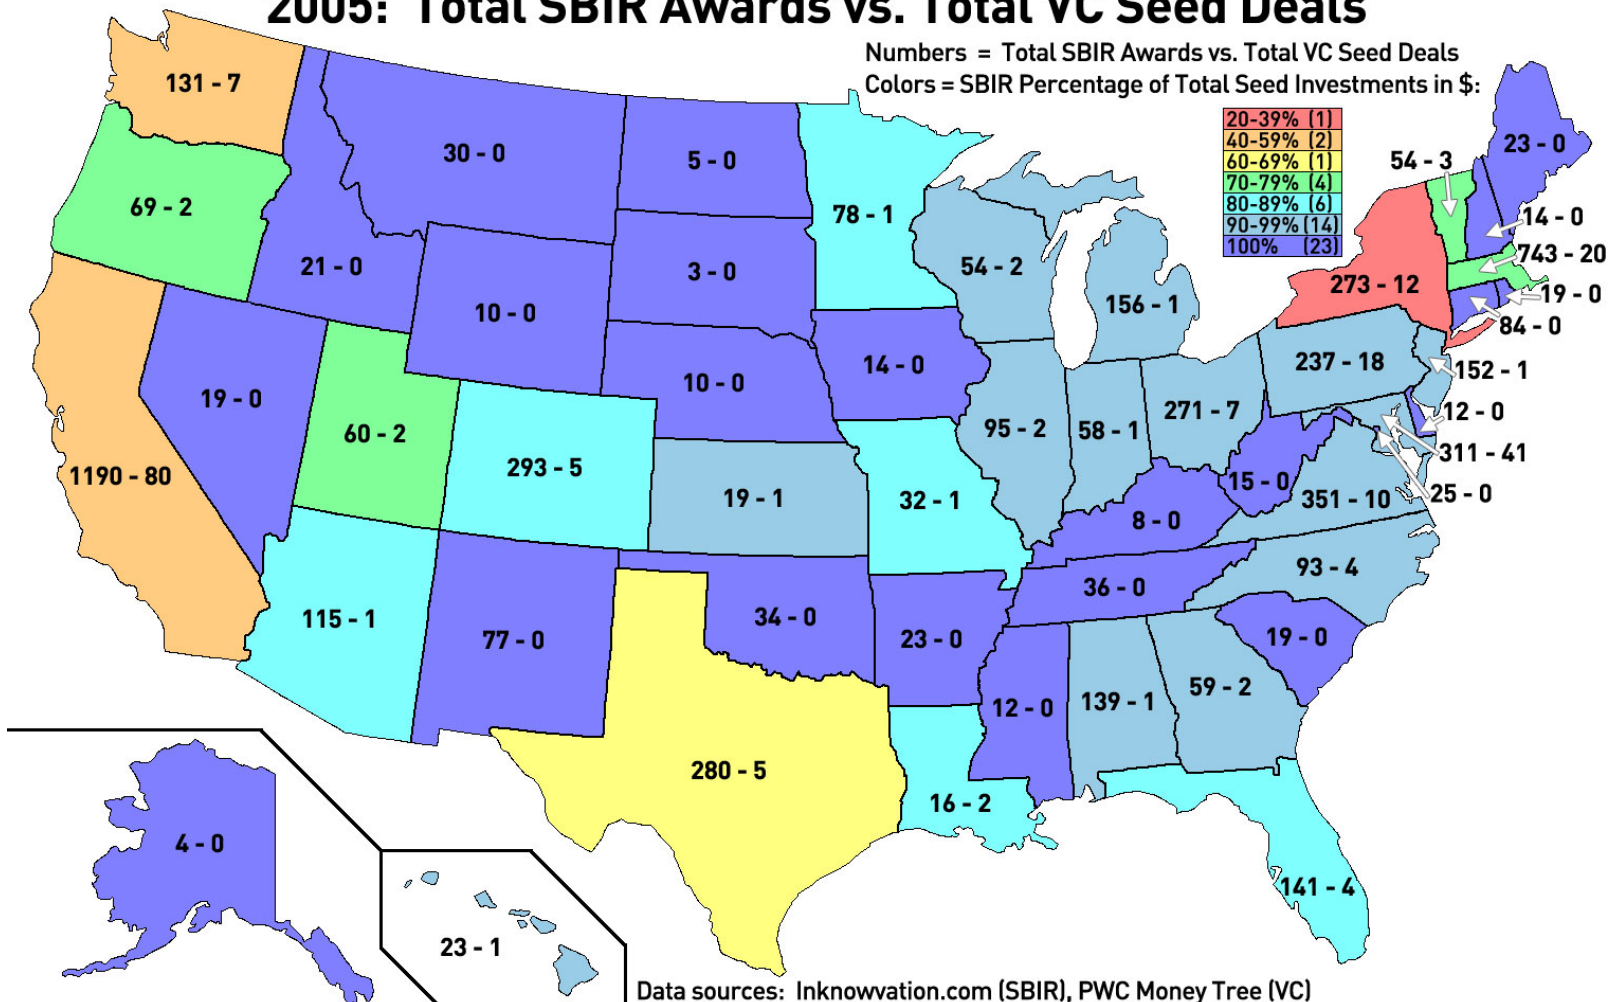 2005: Total SBIR Awards vs. Total VC Seed Deals
Numbers = Total SBIR Awards vs. Total VC Seed Deals
Colors = SBIR Percentage of Total Seed Investments in $:
20-39% (1)
40-59% (2)
60-69% (1)
70-79% (4)
80-89% (6)
90-99% (14)
100% (23)
131 - 7
30 - 0
5 - 0
78 - 1
54 - 3
23 - 0
69 - 2
21 - 0
10 - 0
3 - 0
54 - 2
156 - 1
273 - 12
14 - 0
743 - 20
19 - 0
84 - 0
1190 - 80
19 - 0
60 - 2
293 - 5
10 - 0
14 - 0
95 - 2
58 - 1
271 - 7
237 - 18
152 - 1
12 - 0
311 - 41
25 - 0
19 - 1
32 - 1
8 - 0
15 - 0
351 - 10
115 - 1
77 - 0
34 - 0
23 - 0
36 - 0
93 - 4
280 - 5
16 - 2
12 - 0
139 - 1
59 - 2
19 - 0
141 - 4
4 - 0
23 - 1
Data sources: Inknowvation.com (SBIR), PWC Money Tree (VC)